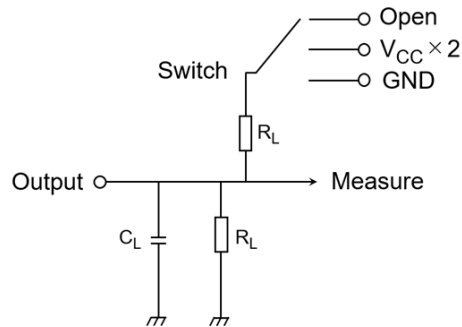 Open
V_CC × 2
GND
Switch
R_L
Output
Measure
C_L
R_L